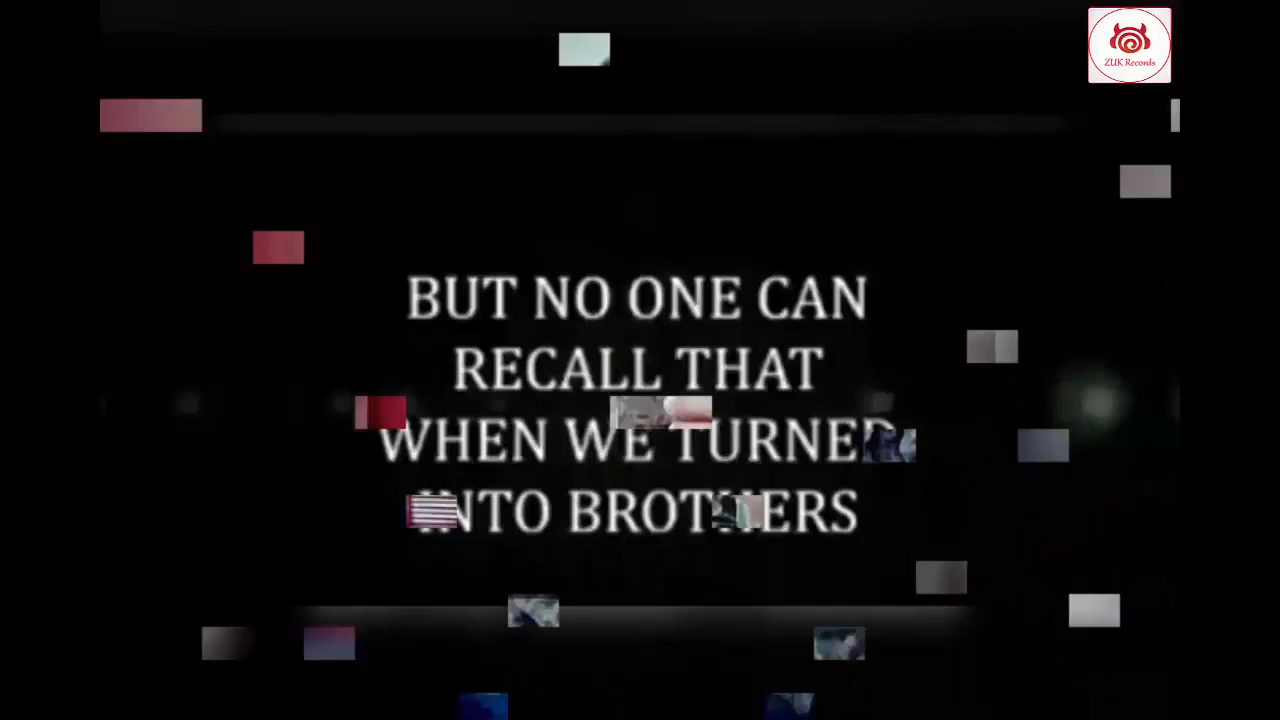 ZUK Records
BUT NO ONE CAN
RECALL THAT
WHEN WE TURNED
INTO BROTHERS